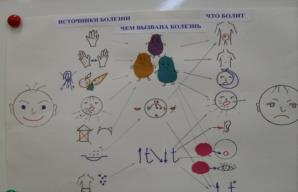 ИСТОЧНИКИ БОЛЕЗНИ
ЧТО БОЛИТ
ЧЕМ ВЫЗВАНА БОЛЕЗНЬ